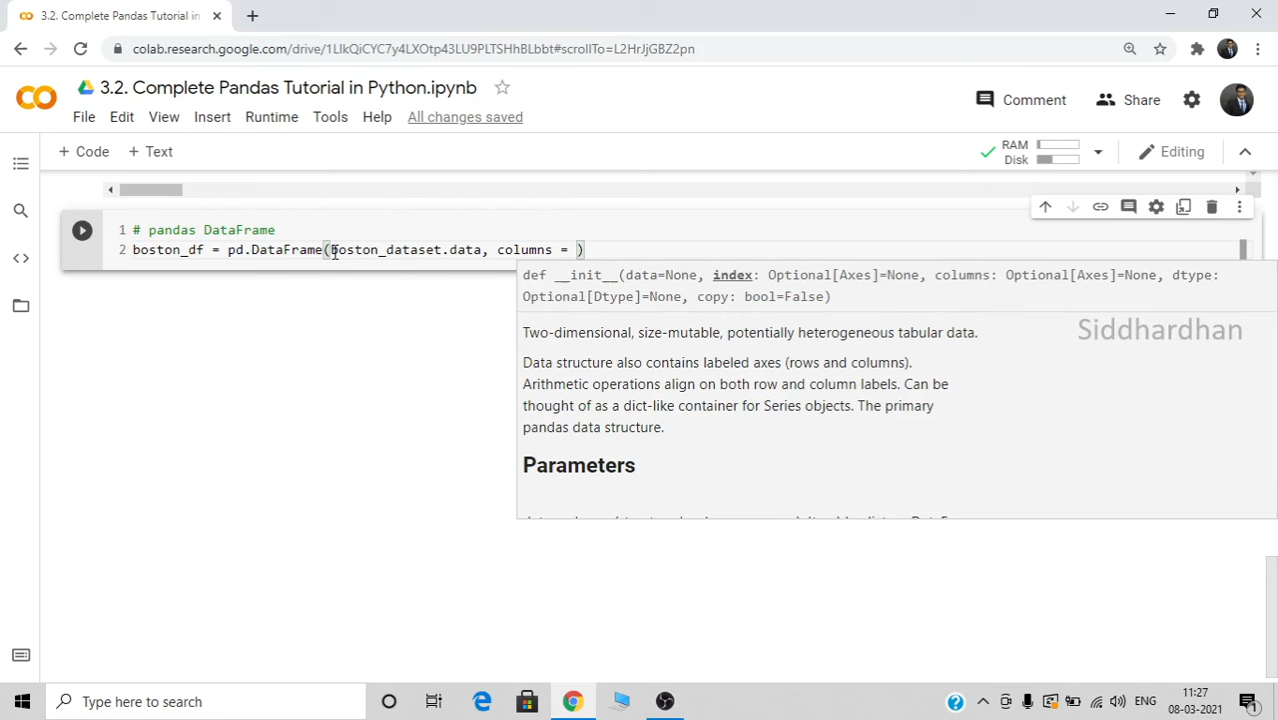 3.2. Complete Pandas Tutorial in
colab.research.google.com/drive/1LIkQiCYC7y4LXOtp43LU9PLTSHhBLbbt#scrollTo=L2HrJjGBZ2pn
3.2. Complete Pandas Tutorial in Python.ipynb
Comment
Share
File Edit View Insert Runtime Tools Help All changes saved
+ Code + Text
RAM
Disk
Editing
1 # pandas DataFrame
2 boston_df = pd.DataFrame(boston_dataset.data, columns = )
def __init__(data=None, index: Optional[Axes]=None, columns: Optional[Axes]=None, dtype:
Optional[Dtype]=None, copy: bool=False)
Two-dimensional, size-mutable, potentially heterogeneous tabular data.
Siddhardhan
Data structure also contains labeled axes (rows and columns).
Arithmetic operations align on both row and column labels. Can be
thought of as a dict-like container for Series objects. The primary
pandas data structure.
Parameters
Type here to search
ENG
11:27
08-03-2021